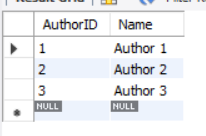 AuthorID Name
1 Author 1
2 Author 2
3 Author 3
NULL NULL